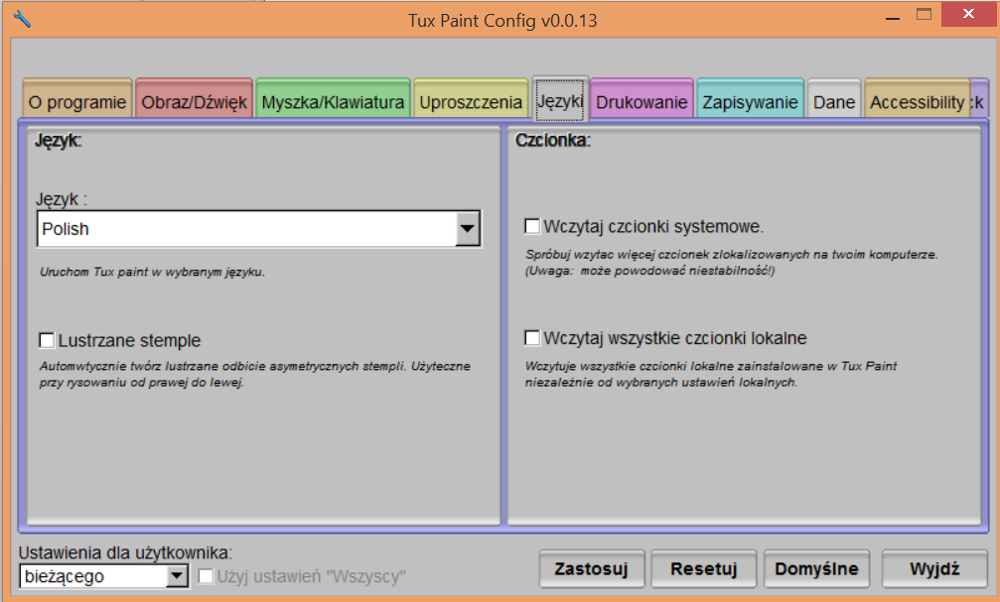 Tux Paint Config v0.0.13
O programie Obraz/Dźwięk Myszka/Klawiatura Uproszczenia Języki Drukowanie Zapisywanie Dane Accessibility
Język:
Język :
Polish
Uruchom Tux paint w wybranym języku.
Lustrzane stemple
Automwtycznie twórz lustrzane odbicie asymetrycznych stempli. Użyteczne
przy rysowaniu od prawej do lewej.
Czcionka:
Wczytaj czcionki systemowe.
Spróbuj wzytac więcej czcionek zlokalizowanych na twoim komputerze.
(Uwaga: może powodować niestabilność!)
Wczytaj wszystkie czcionki lokalne
Wczytuje wszystkie czcionki lokalne zainstalowane w Tux Paint
niezależnie od wybranych ustawień lokalnych.
Ustawienia dla użytkownika:
bieżącego Użyj ustawień "Wszyscy" Zastosuj Resetuj Domyślne Wyjdź